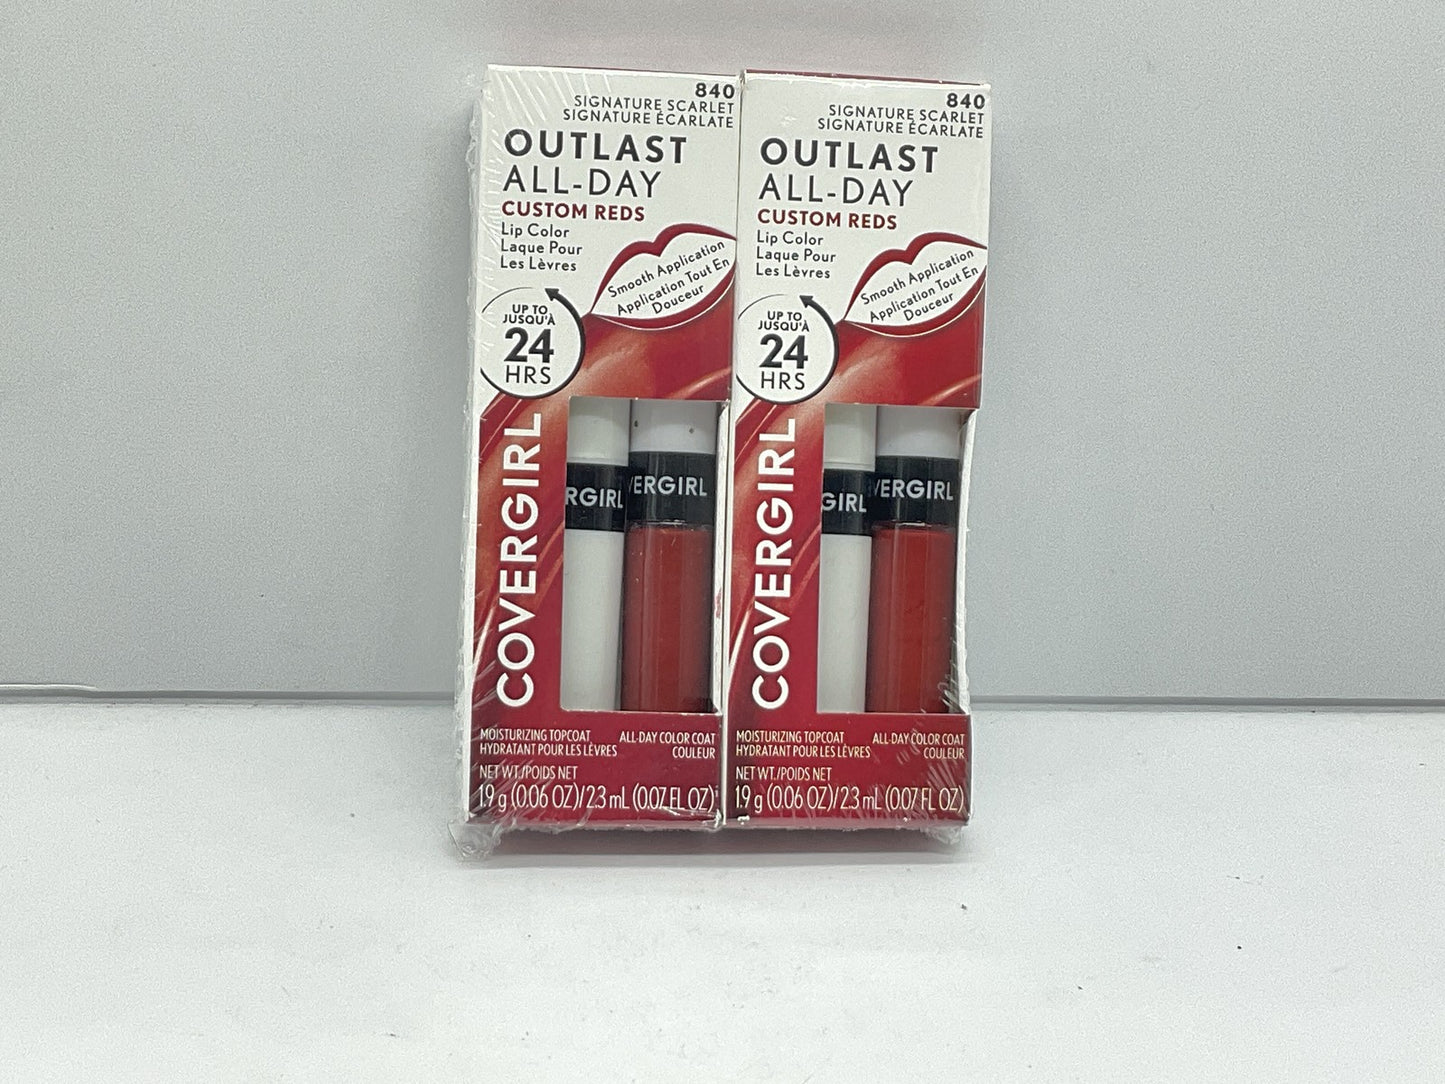 840
SIGNATURE SCARLET
SIGNATURE ÉCARLATE
OUTLAST
ALL-DAY
CUSTOM REDS
Lip Color
Laque Pour
Les Lèvres
Smooth Application
Application Tout En
Douceur
UP TO
JUSQU'À
24
HRS
COVERGIRL
RGIRL
VERGIRL
MOISTURIZING TOPCOAT
HYDRATANT POUR LES LÈVRES
ALL-DAY COLOR COAT
COULEUR
NET WT./POIDS NET
1.9 g (0.06 OZ)/2.3 mL (0.07 FL OZ)
840
SIGNATURE SCARLET
SIGNATURE ÉCARLATE
OUTLAST
ALL-DAY
CUSTOM REDS
Lip Color
Laque Pour
Les Lèvres
Smooth Application
Application Tout En
Douceur
UP TO
JUSQU'À
24
HRS
COVERGIRL
GIRL
VERGIRL
MOISTURIZING TOPCOAT
HYDRATANT POUR LES LÈVRES
ALL-DAY COLOR COAT
COULEUR
NET WT./POIDS NET
1.9 g (0.06 OZ)/2.3 mL (0.07 FL OZ)